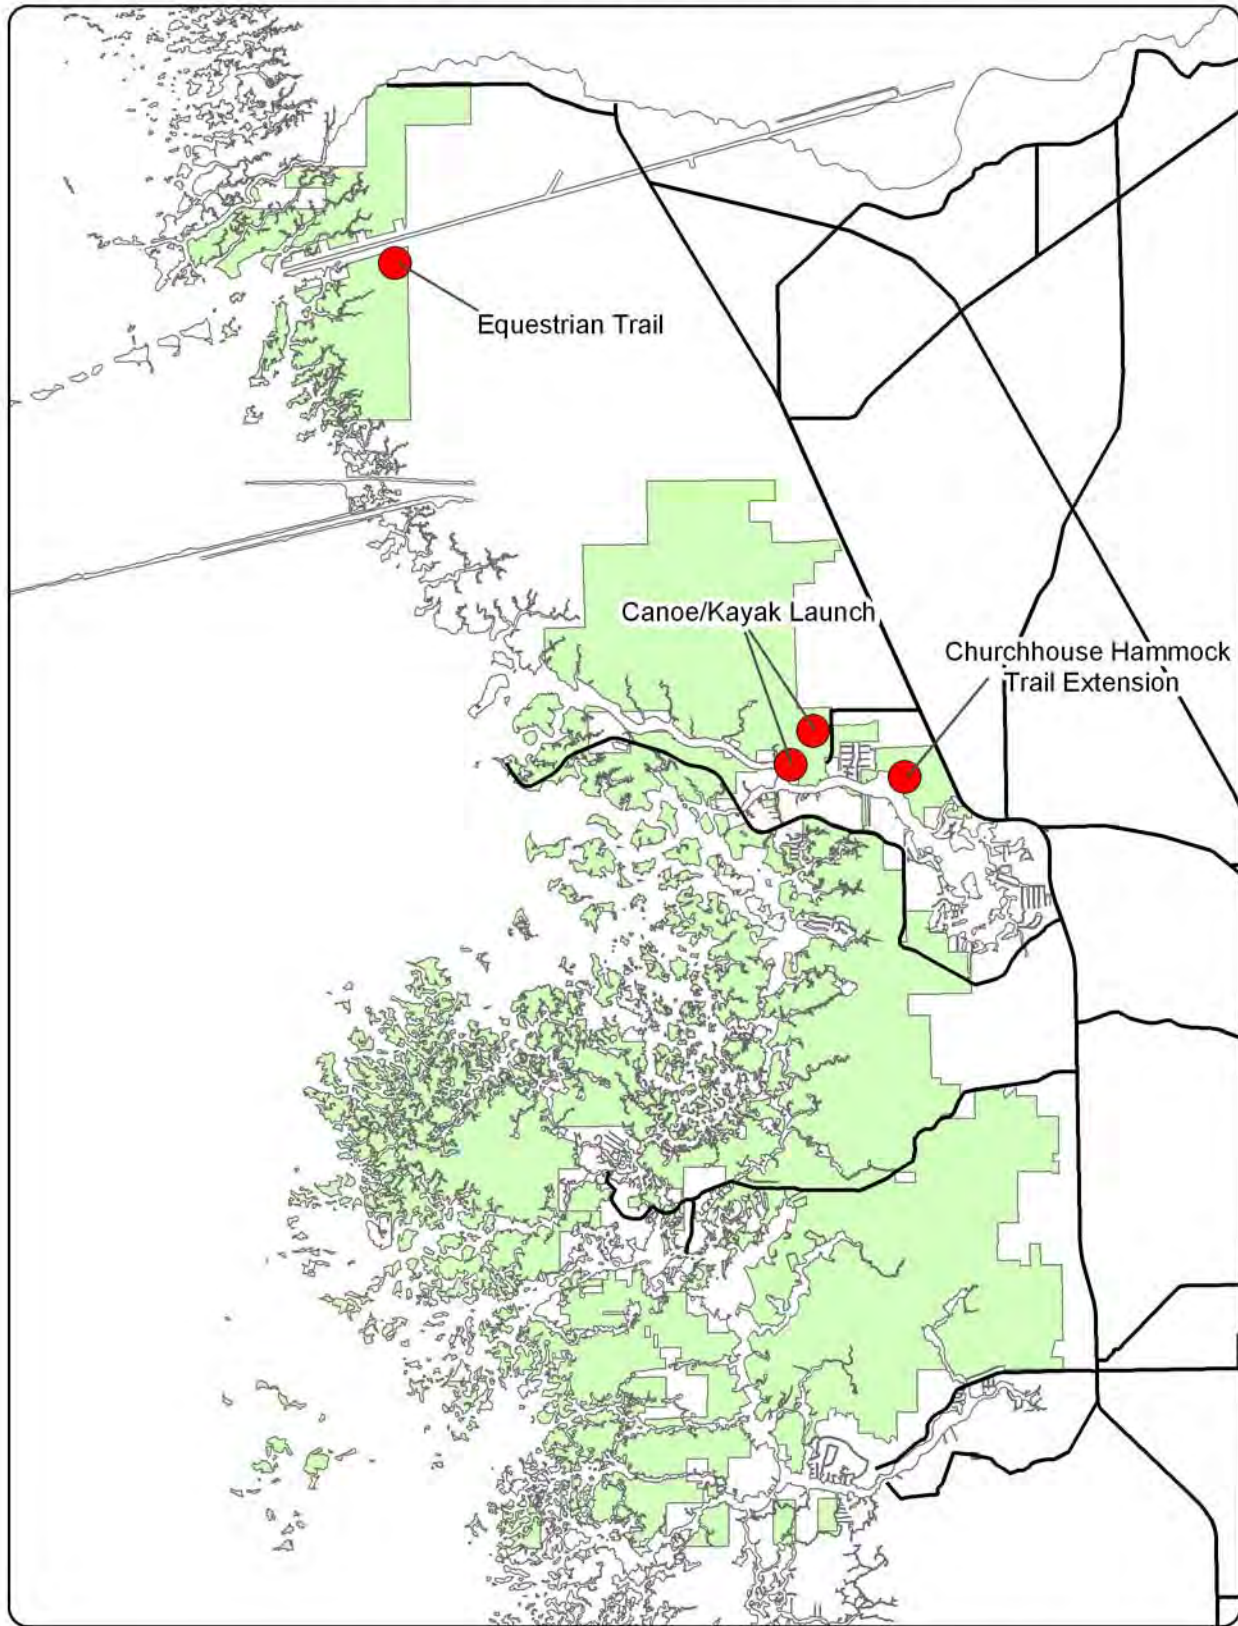 Equestrian Trail
Canoe/Kayak Launch
Churchhouse Hammock
Trail Extension